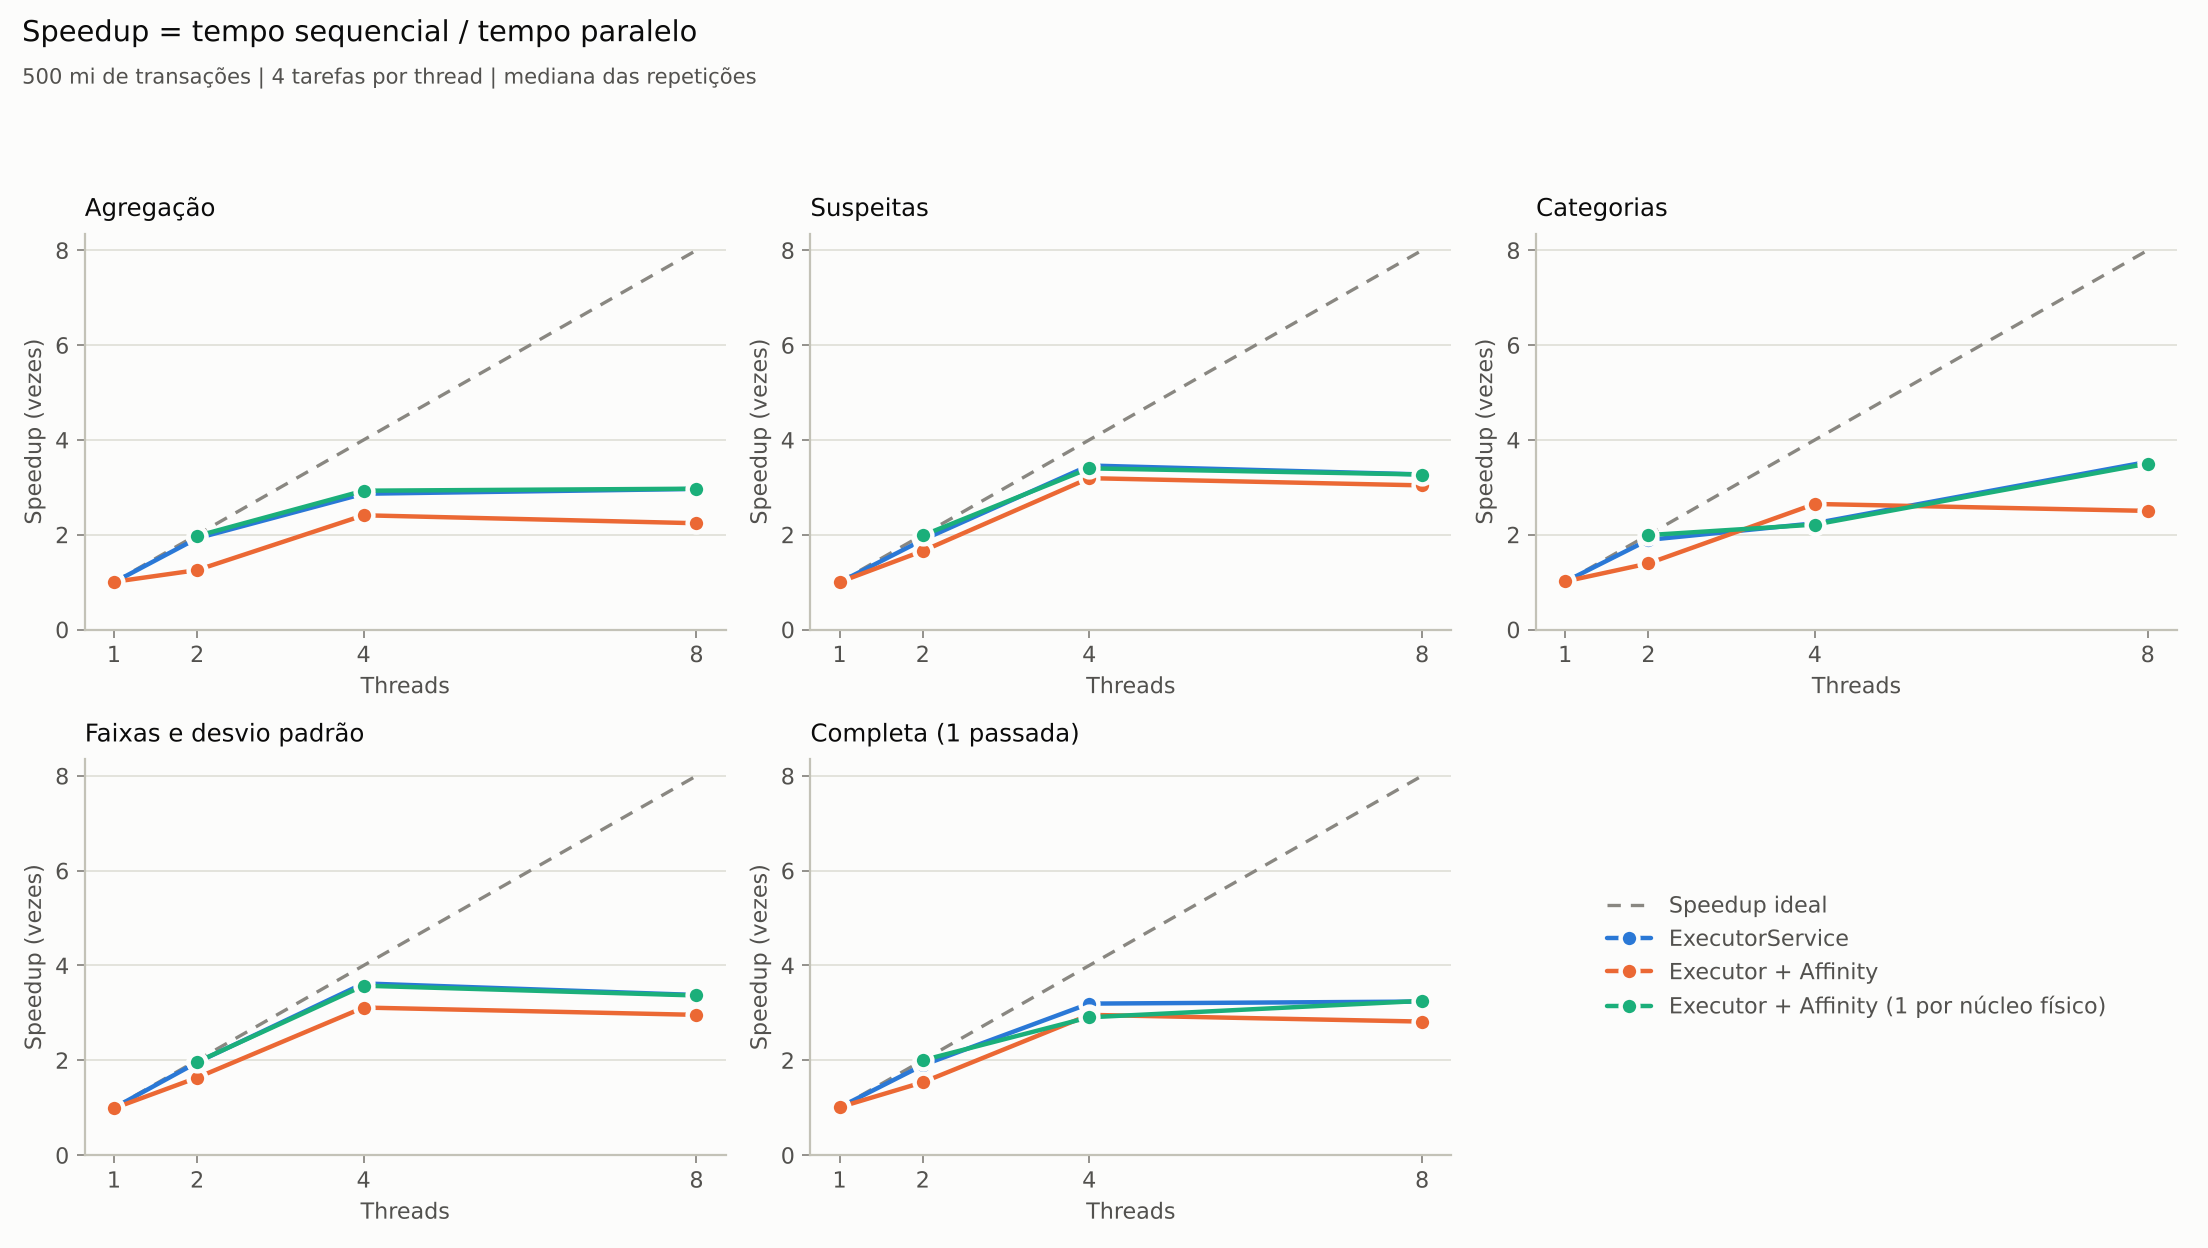 Speedup = tempo sequencial / tempo paralelo
500 mi de transações | 4 tarefas por thread | mediana das repetições
Agregação
Speedup (vezes)
8
6
4
2
0
1 2 4 8
Threads
Suspeitas
Speedup (vezes)
8
6
4
2
0
1 2 4 8
Threads
Categorias
Speedup (vezes)
8
6
4
2
0
1 2 4 8
Threads
Faixas e desvio padrão
Speedup (vezes)
8
6
4
2
0
1 2 4 8
Threads
Completa (1 passada)
Speedup (vezes)
8
6
4
2
0
1 2 4 8
Threads
Speedup ideal
ExecutorService
Executor + Affinity
Executor + Affinity (1 por núcleo físico)